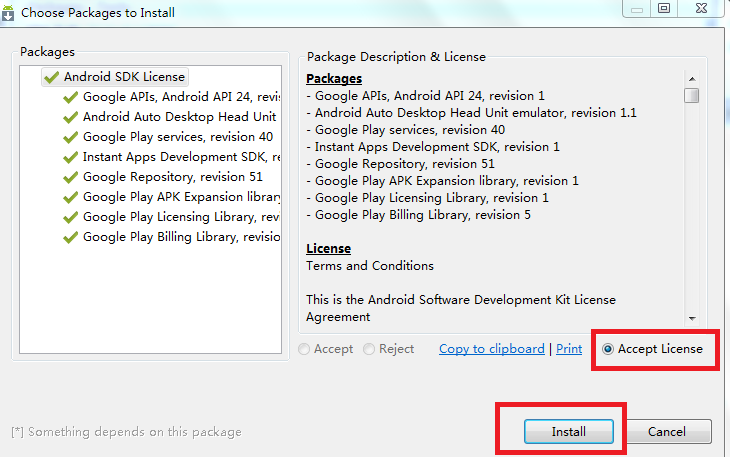 Choose Packages to Install
Packages
Android SDK License
Google APIs, Android API 24, revis
Android Auto Desktop Head Unit
Google Play services, revision 40
Instant Apps Development SDK, re
Google Repository, revision 51
Google Play APK Expansion library
Google Play Licensing Library, rev
Google Play Billing Library, revisio
Package Description & License
Packages
- Google APIs, Android API 24, revision 1
- Android Auto Desktop Head Unit emulator, revision 1.1
- Google Play services, revision 40
- Instant Apps Development SDK, revision 1
- Google Repository, revision 51
- Google Play APK Expansion library, revision 1
- Google Play Licensing Library, revision 1
- Google Play Billing Library, revision 5
License
Terms and Conditions
This is the Android Software Development Kit License
Agreement
Accept Reject Copy to clipboard | Print Accept License
[*] Something depends on this package
Install Cancel